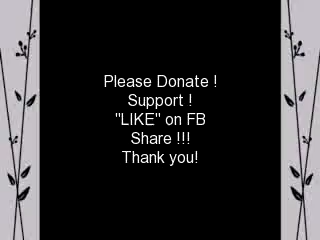 Please Donate !
Support !
"LIKE" on FB
Share !!!
Thank you!